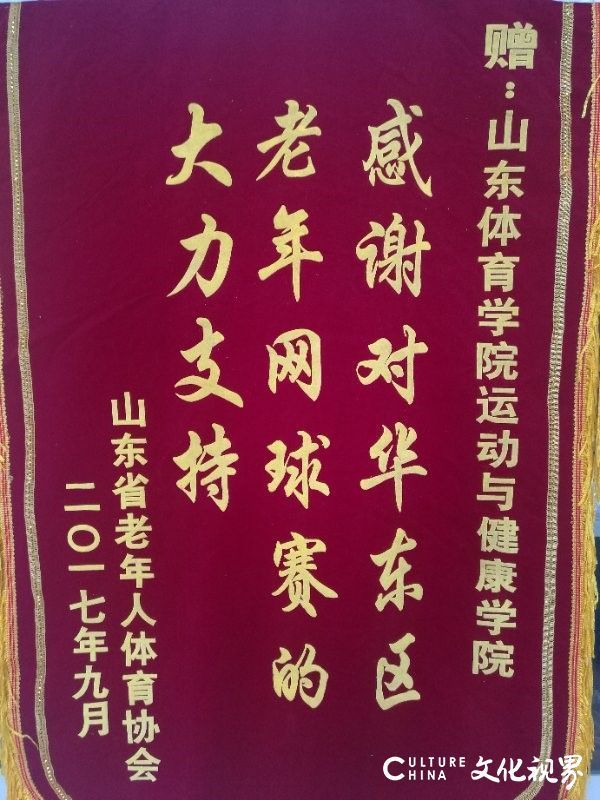 赠：山东体育学院运动与健康学院
感谢对华东区
老年网球赛的
大力支持
山东省老年人体育协会
二〇一七年九月
CULTURE CHINA 文化视界